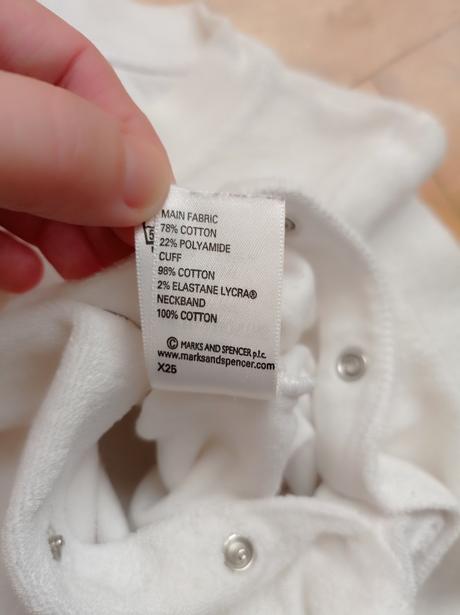 MAIN FABRIC
78% COTTON
22% POLYAMIDE
CUFF
98% COTTON
2% ELASTANE LYCRA®
NECKBAND
100% COTTON
© MARKS AND SPENCER p.l.c.
www.marksandspencer.com
X25